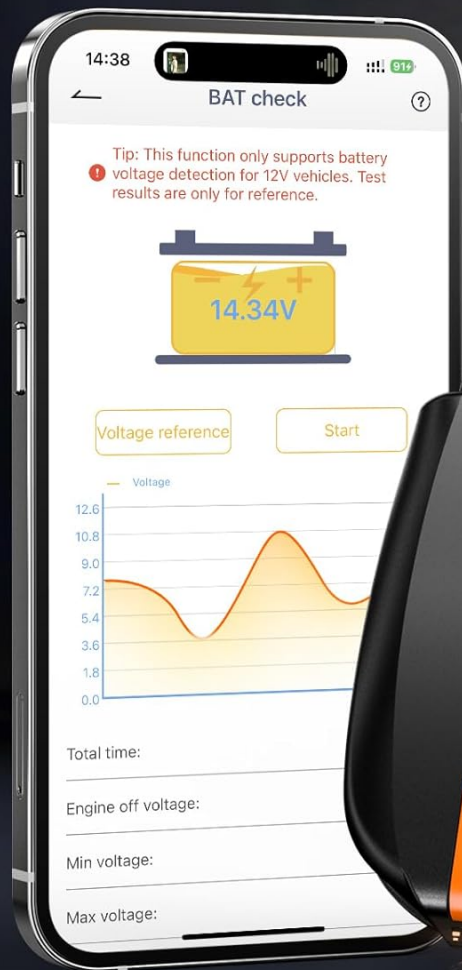 14:38
91
BAT check
?
Tip: This function only supports battery
voltage detection for 12V vehicles. Test
results are only for reference.
14.34V
Voltage reference
Start
Voltage
12.6
10.8
9.0
7.2
5.4
3.6
1.8
0.0
Total time:
Engine off voltage:
Min voltage:
Max voltage: